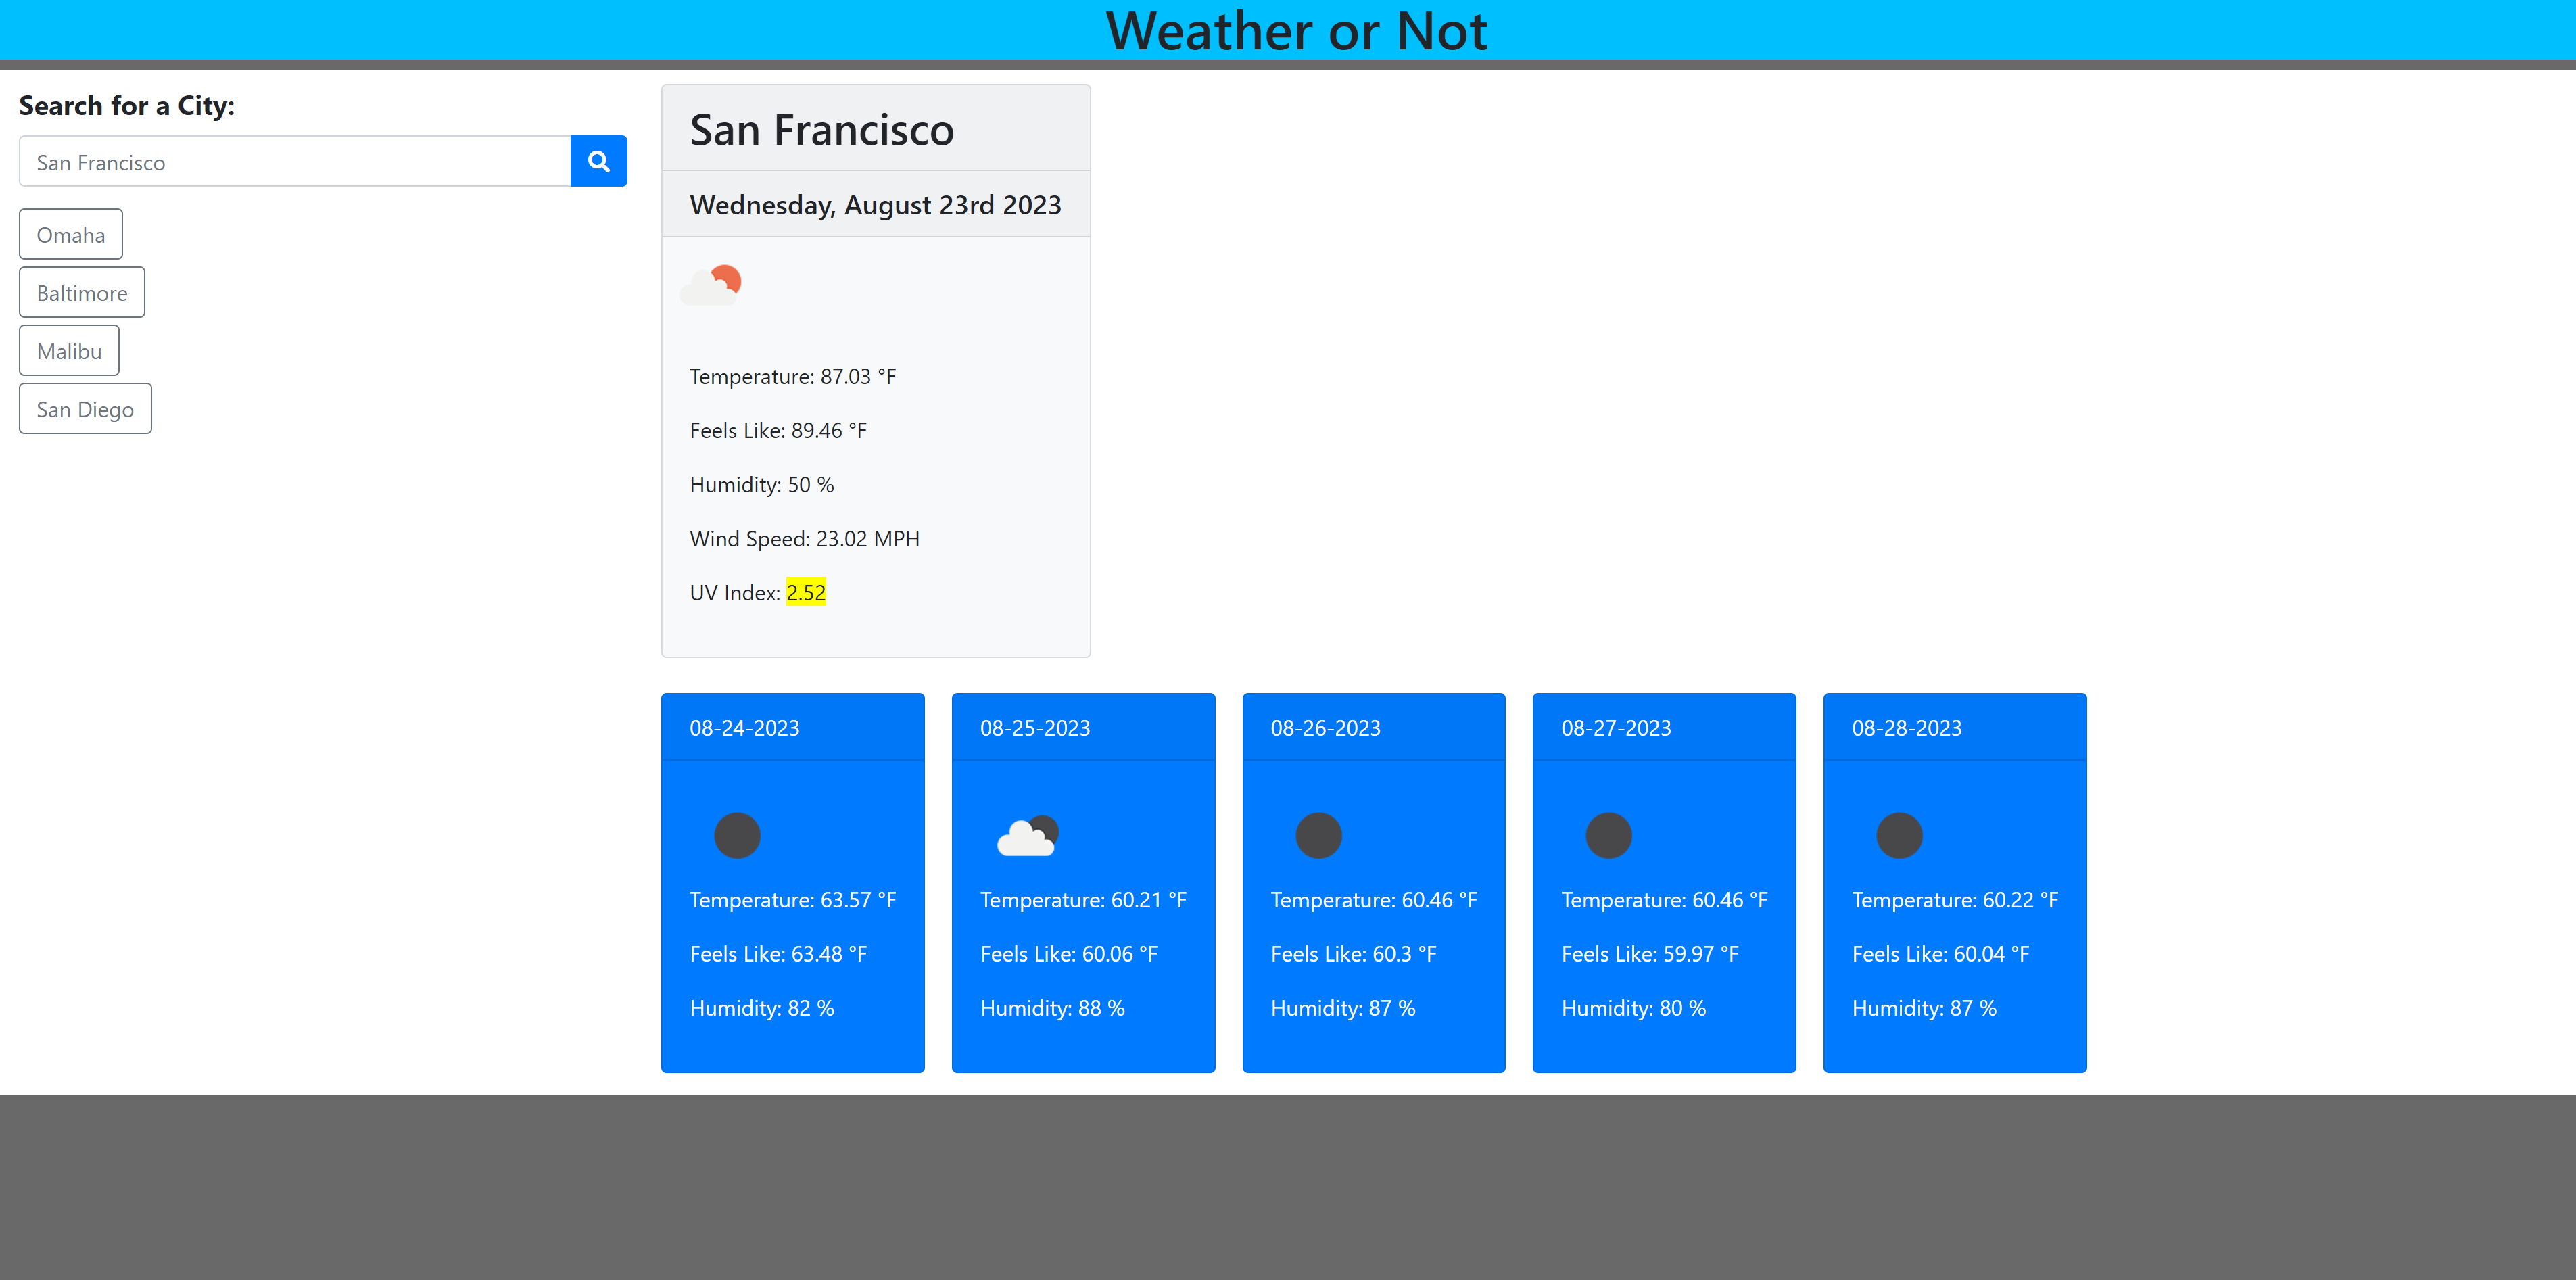 Weather or Not
Search for a City:
San Francisco
Omaha
Baltimore
Malibu
San Diego
San Francisco
Wednesday, August 23rd 2023
Temperature: 87.03 °F
Feels Like: 89.46 °F
Humidity: 50 %
Wind Speed: 23.02 MPH
UV Index: 2.52
08-24-2023
Temperature: 63.57 °F
Feels Like: 63.48 °F
Humidity: 82 %
08-25-2023
Temperature: 60.21 °F
Feels Like: 60.06 °F
Humidity: 88 %
08-26-2023
Temperature: 60.46 °F
Feels Like: 60.3 °F
Humidity: 87 %
08-27-2023
Temperature: 60.46 °F
Feels Like: 59.97 °F
Humidity: 80 %
08-28-2023
Temperature: 60.22 °F
Feels Like: 60.04 °F
Humidity: 87 %